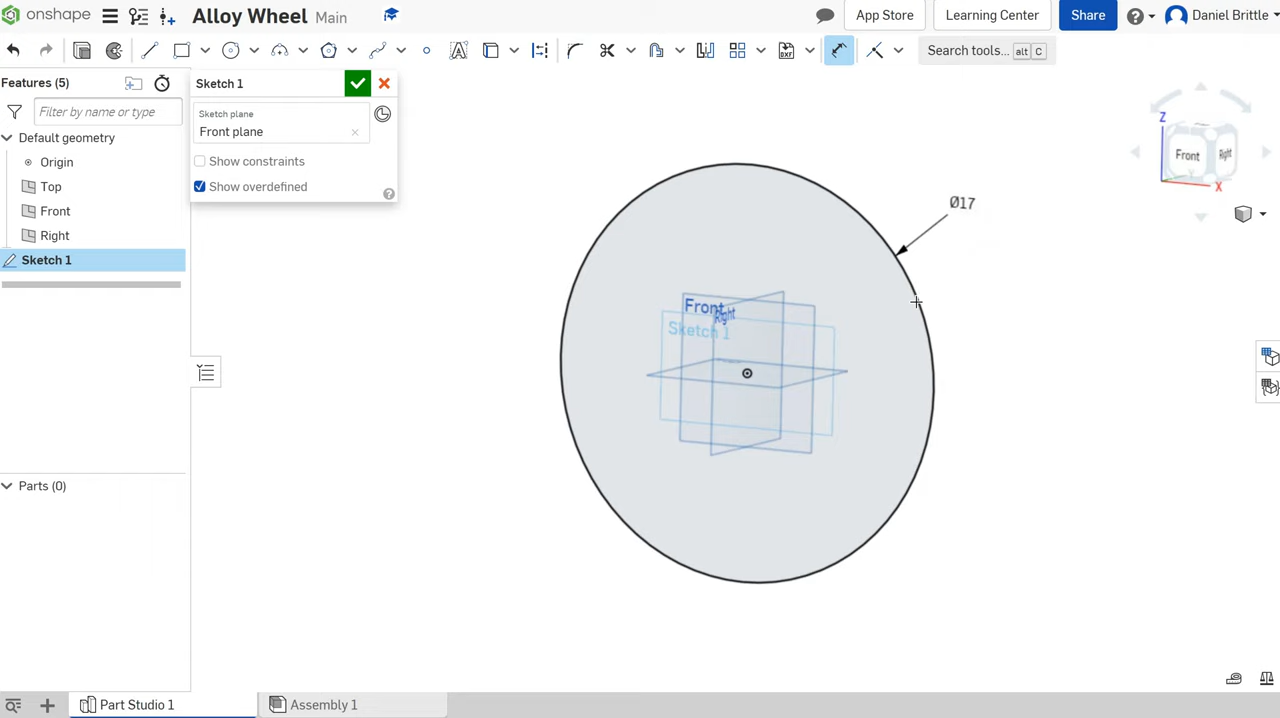 onshape Alloy Wheel Main
App Store Learning Center Share Daniel Brittle
Search tools... alt C
Features (5)
Sketch 1
Filter by name or type
Sketch plane
Front plane
Default geometry
Show constraints
Origin
Show overdefined
Top
Front
Right
Sketch 1
Parts (0)
Ø17
Front
Right
Sketch 1
Z
Front Right
X
Part Studio 1 Assembly 1